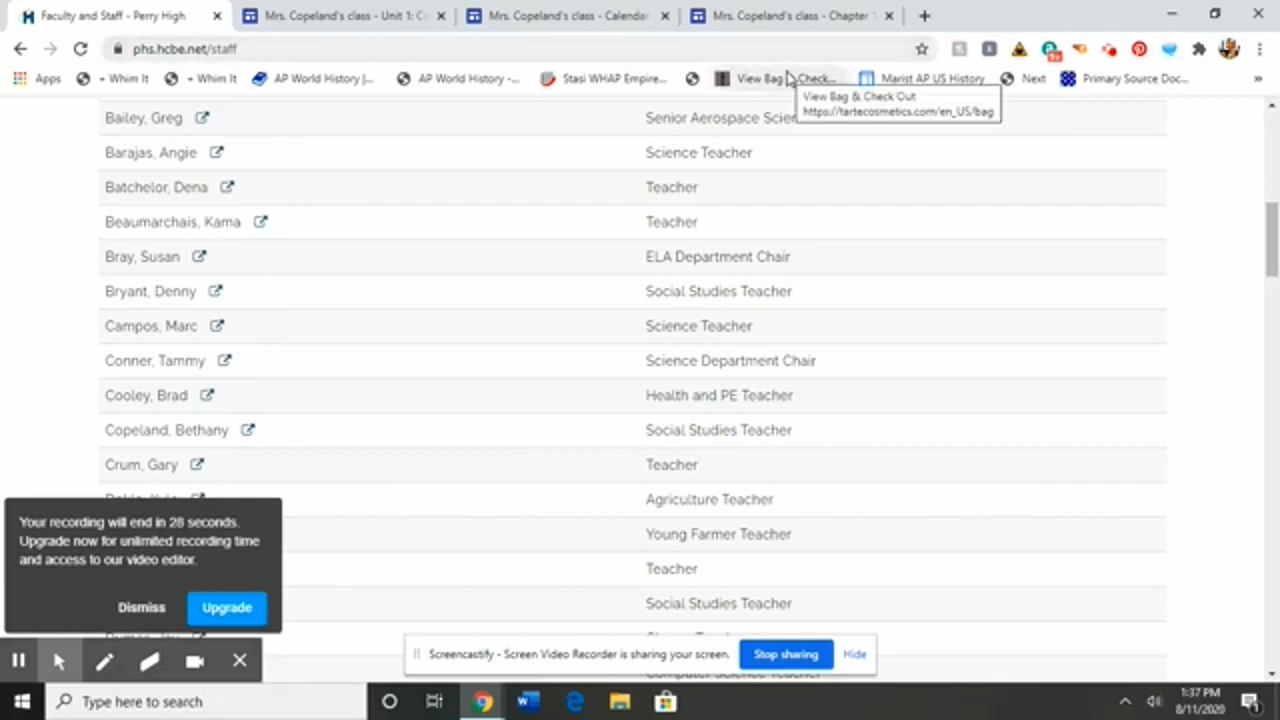 Faculty and Staff - Perry High
Mrs. Copeland's class - Unit 1: C
Mrs. Copeland's class - Calenda
Mrs. Copeland's class - Chapter
phs.hcbe.net/staff
Apps
+ Whim It
+ Whim It
AP World History |...
AP World History -...
Stasi WHAP Empire...
View Bag & Check...
Marist AP US History
Next
Primary Source Doc...
»
View Bag & Check Out
https://tartecosmetics.com/en_US/bag
Bailey, Greg Senior Aerospace Scien
Barajas, Angie Science Teacher
Batchelor, Dena Teacher
Beaumarchais, Kama Teacher
Bray, Susan ELA Department Chair
Bryant, Denny Social Studies Teacher
Campos, Marc Science Teacher
Conner, Tammy Science Department Chair
Cooley, Brad Health and PE Teacher
Copeland, Bethany Social Studies Teacher
Crum, Gary Teacher
Agriculture Teacher
Young Farmer Teacher
Teacher
Social Studies Teacher
Computer Science Teacher
Your recording will end in 28 seconds.
Upgrade now for unlimited recording time
and access to our video editor.
Dismiss Upgrade
Screencastify - Screen Video Recorder is sharing your screen. Stop sharing Hide
Type here to search
1:37 PM
8/11/2020